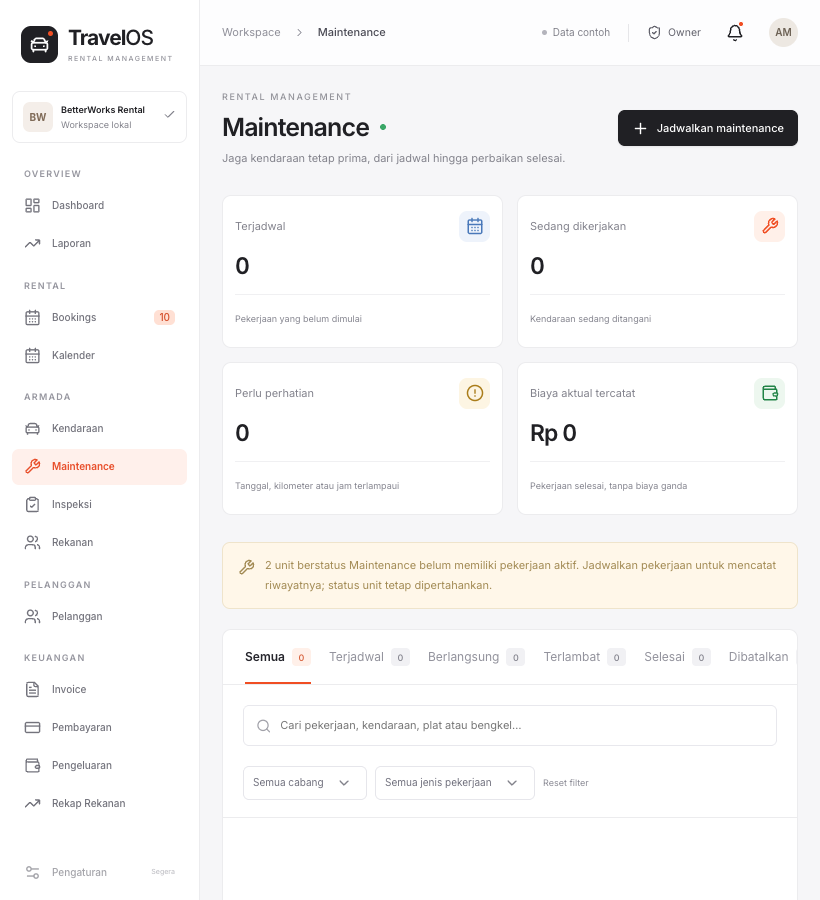 TravelOS
RENTAL MANAGEMENT
BW
BetterWorks Rental
Workspace lokal
OVERVIEW
Dashboard
Laporan
RENTAL
Bookings 10
Kalender
ARMADA
Kendaraan
Maintenance
Inspeksi
Rekanan
PELANGGAN
Pelanggan
KEUANGAN
Invoice
Pembayaran
Pengeluaran
Rekap Rekanan
Pengaturan Segera
Workspace > Maintenance
Data contoh
Owner
AM
RENTAL MANAGEMENT
Maintenance
Jaga kendaraan tetap prima, dari jadwal hingga perbaikan selesai.
Jadwalkan maintenance
Terjadwal
0
Pekerjaan yang belum dimulai
Sedang dikerjakan
0
Kendaraan sedang ditangani
Perlu perhatian
0
Tanggal, kilometer atau jam terlampaui
Biaya aktual tercatat
Rp 0
Pekerjaan selesai, tanpa biaya ganda
2 unit berstatus Maintenance belum memiliki pekerjaan aktif. Jadwalkan pekerjaan untuk mencatat
riwayatnya; status unit tetap dipertahankan.
Semua 0 Terjadwal 0 Berlangsung 0 Terlambat 0 Selesai 0 Dibatalkan
Cari pekerjaan, kendaraan, plat atau bengkel...
Semua cabang Semua jenis pekerjaan Reset filter